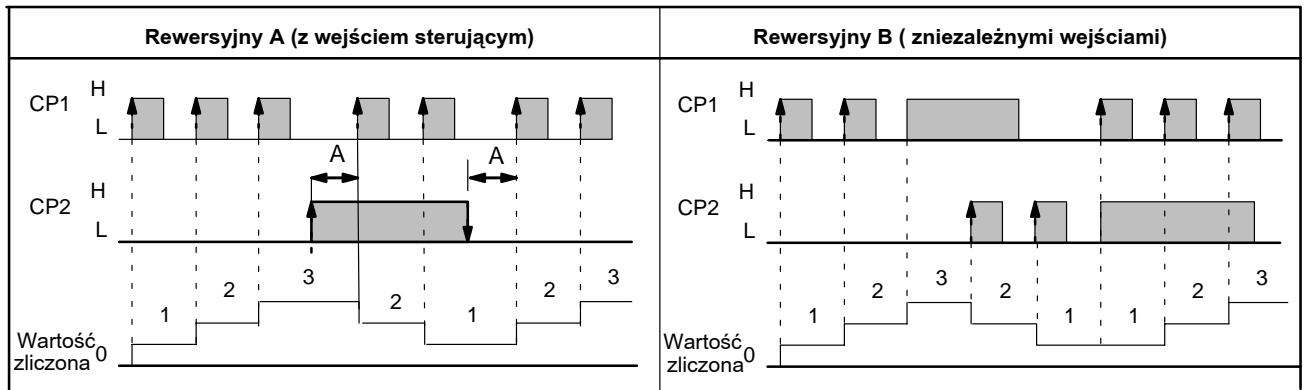 Rewersyjny A (z wejściem sterującym)
Rewersyjny B ( zniezależnymi wejściami)
CP1
H
L
A
A
CP2
H
L
1
2
3
2
1
2
3
Wartość
zliczona 0
CP1
H
L
CP2
H
L
1
2
3
2
1
1
2
3
Wartość
zliczona 0